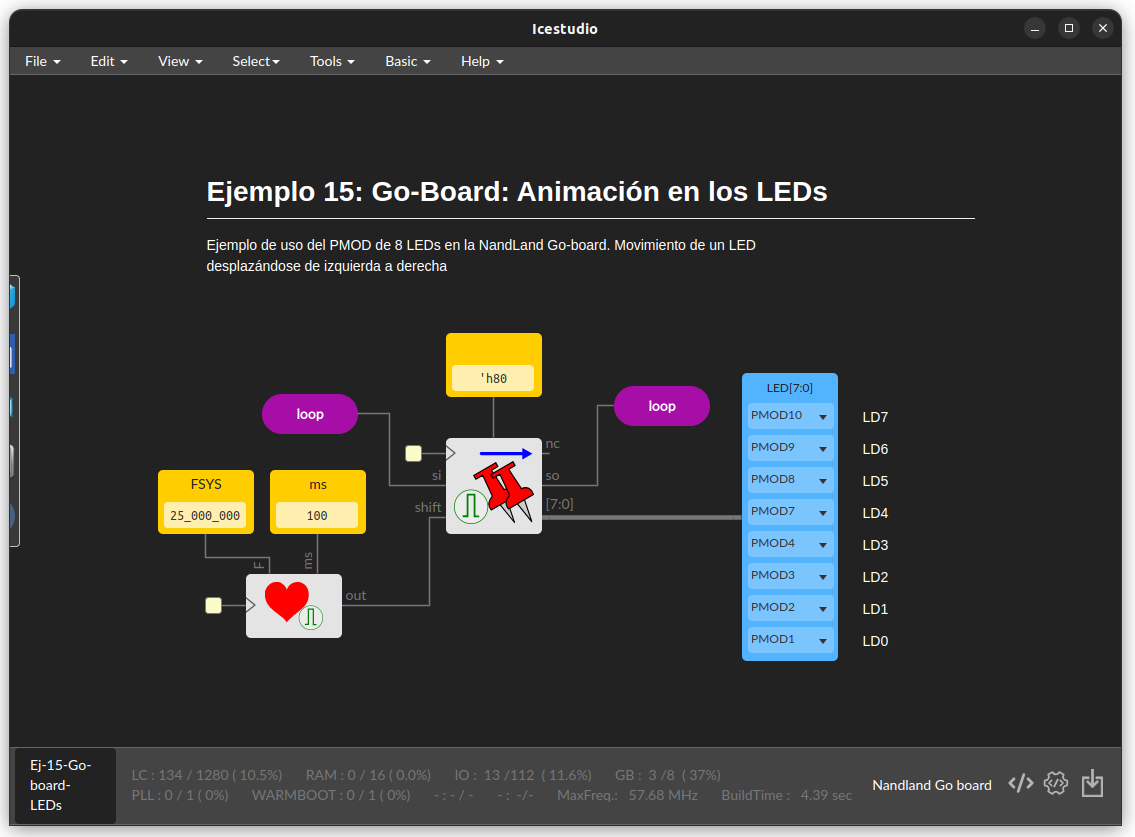 Icestudio
File Edit View Select Tools Basic Help
Ejemplo 15: Go-Board: Animación en los LEDs
Ejemplo de uso del PMOD de 8 LEDs en la NandLand Go-board. Movimiento de un LED
desplazándose de izquierda a derecha
'h80
loop
loop
nc
si
so
shift
[7:0]
FSYS
25_000_000
ms
100
F
ms
out
LED[7:0]
PMOD10 LD7
PMOD9 LD6
PMOD8 LD5
PMOD7 LD4
PMOD4 LD3
PMOD3 LD2
PMOD2 LD1
PMOD1 LD0
Ej-15-Go-
board-
LEDs
LC : 134 / 1280 ( 10.5%) RAM : 0 / 16 ( 0.0%) IO : 13 /112 ( 11.6%) GB : 3 /8 ( 37%)
PLL : 0 / 1 ( 0%) WARMBOOT : 0 / 1 ( 0%) - : - / - - : -/- MaxFreq.: 57.68 MHz BuildTime : 4.39 sec
Nandland Go board